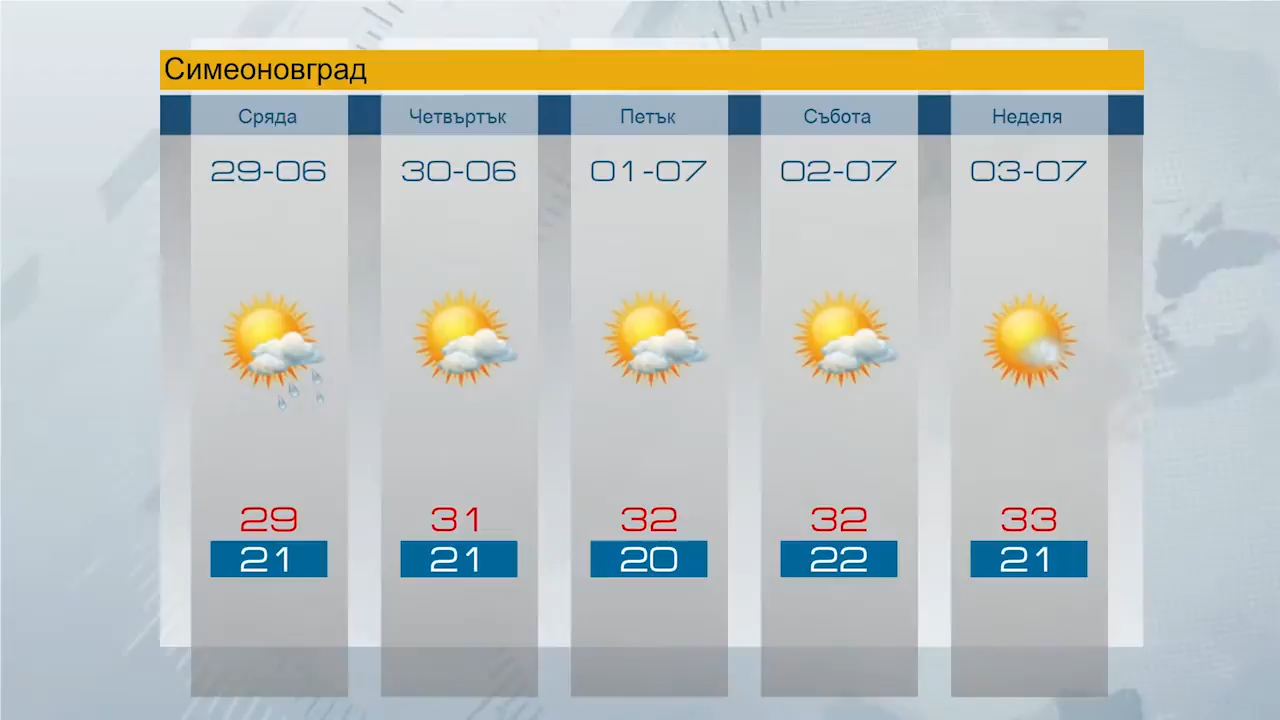 Симеоновград
Сряда Четвъртък Петък Събота Неделя
29-06 30-06 01-07 02-07 03-07
29 31 32 32 33
21 21 20 22 21